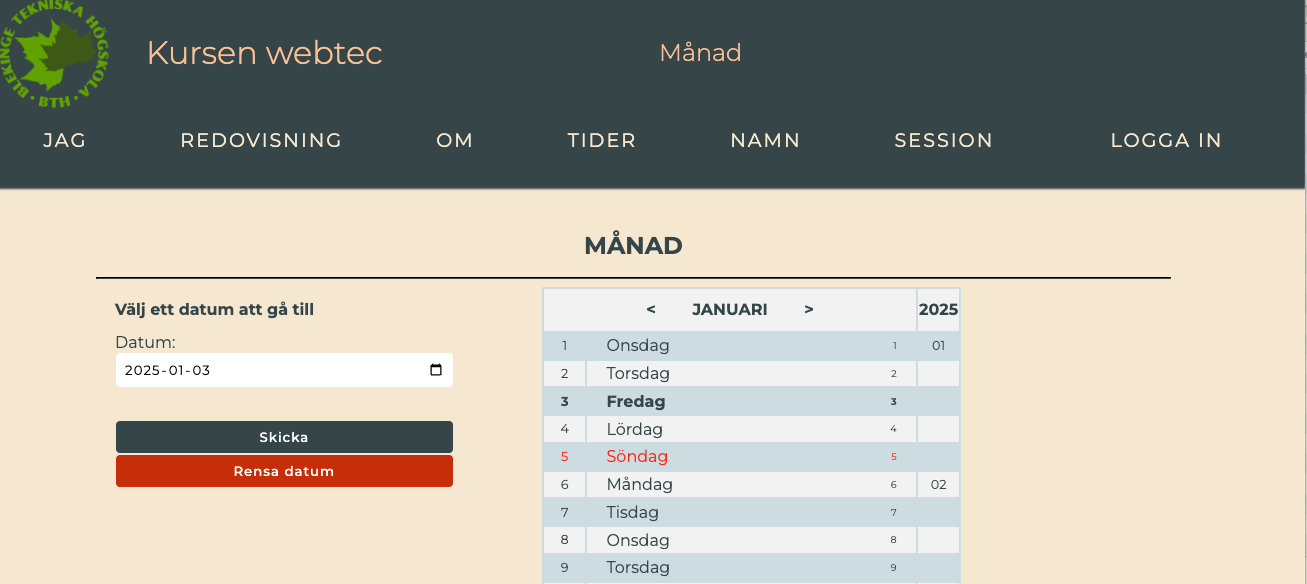 BLEKINGE TEKNISKA HÖGSKOLA · BTH ·
Kursen webtec
Månad
JAG REDOVISNING OM TIDER NAMN SESSION LOGGA IN
MÅNAD
Välj ett datum att gå till
Datum:
2025-01-03
Skicka
Rensa datum
< JANUARI > 2025
1 Onsdag 1 01
2 Torsdag 2
3 Fredag 3
4 Lördag 4
5 Söndag 5
6 Måndag 6 02
7 Tisdag 7
8 Onsdag 8
9 Torsdag 9